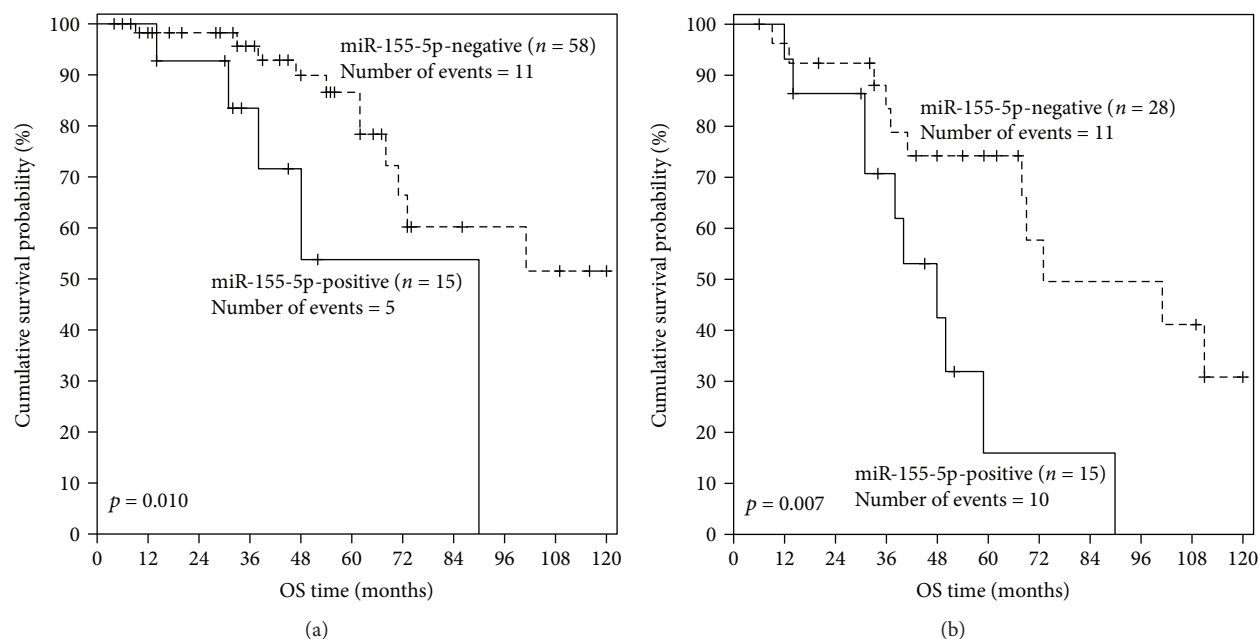 100
90
80
70
60
50
40
30
20
10
0
Cumulative survival probability (%)
miR-155-5p-negative (n = 58)
Number of events = 11
miR-155-5p-positive (n = 15)
Number of events = 5
p = 0.010
0 12 24 36 48 60 72 84 96 108 120
OS time (months)
(a)
100
90
80
70
60
50
40
30
20
10
0
Cumulative survival probability (%)
miR-155-5p-negative (n = 28)
Number of events = 11
miR-155-5p-positive (n = 15)
Number of events = 10
p = 0.007
0 12 24 36 48 60 72 84 96 108 120
OS time (months)
(b)